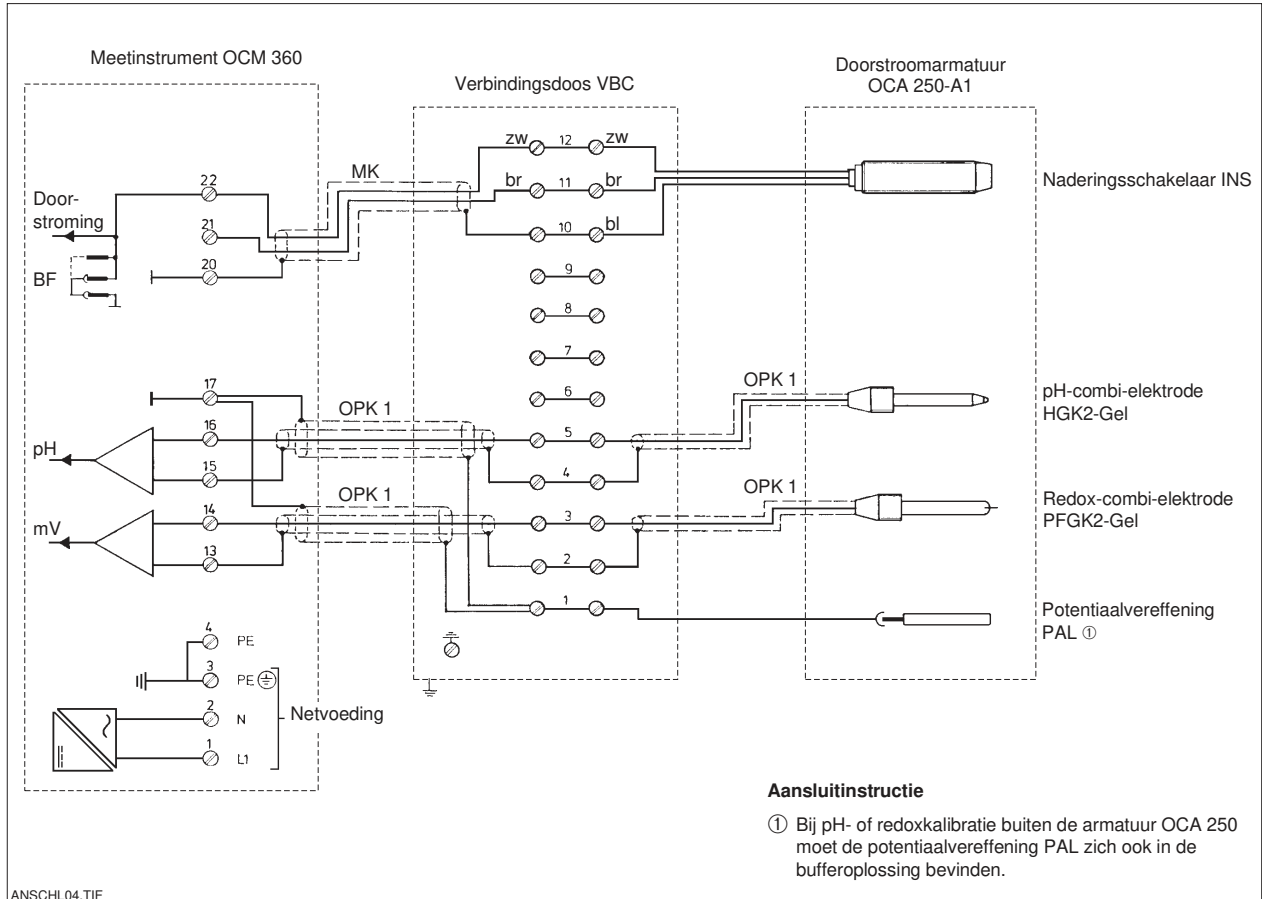 Meetinstrument OCM 360
Verbindingsdoos VBC
Doorstroomarmatuur
OCA 250-A1
zw 12 zw
MK
br 11 br
10 bl
9
8
7
6
5
4
3
2
1
Naderingsschakelaar INS
Door-
stroming
BF
22
21
20
17
16
15
14
13
pH
mV
OPK 1
OPK 1
OPK 1
OPK 1
pH-combi-elektrode
HGK2-Gel
Redox-combi-elektrode
PFGK2-Gel
Potentiaalvereffening
PAL ①
4 PE
3 PE
2 N
1 L1
Netvoeding
Aansluitinstructie
① Bij pH- of redoxkalibratie buiten de armatuur OCA 250
moet de potentiaalvereffening PAL zich ook in de
bufferoplossing bevinden.
ANSCHL04.TIF